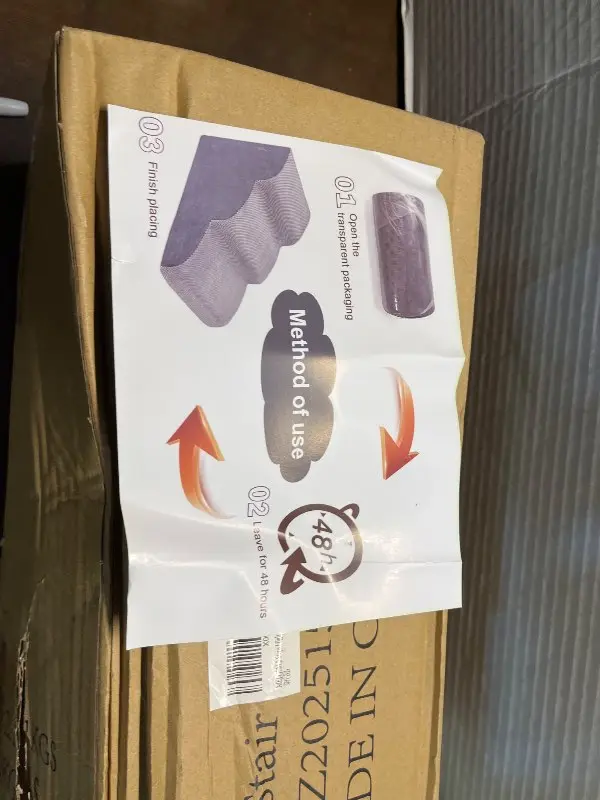 01
Open the
transparent packaging
Method of use
48h
02
Leave for 48 hours
03
Finish placing
Stair
Z20251
DE IN C